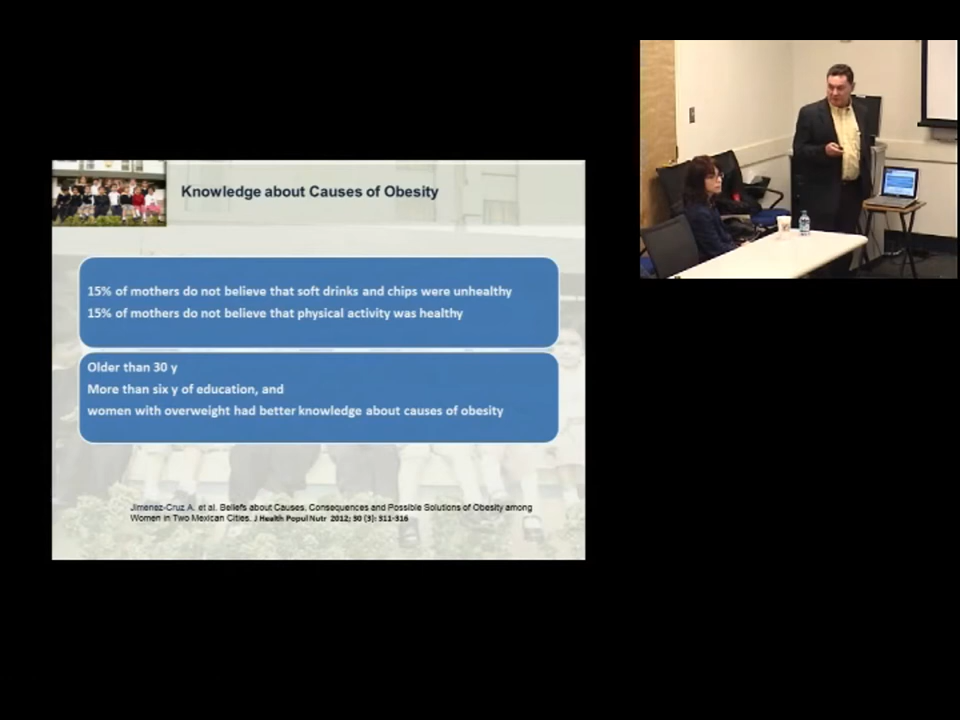 Knowledge about Causes of Obesity
15% of mothers do not believe that soft drinks and chips were unhealthy
15% of mothers do not believe that physical activity was healthy
Older than 30 y
More than six y of education, and
women with overweight had better knowledge about causes of obesity
Jimenez-Cruz A. et al. Beliefs about Causes, Consequences and Possible Solutions of Obesity among
Women in Two Mexican Cities. J Health Popul Nutr 2012; 30 (3): 311-316